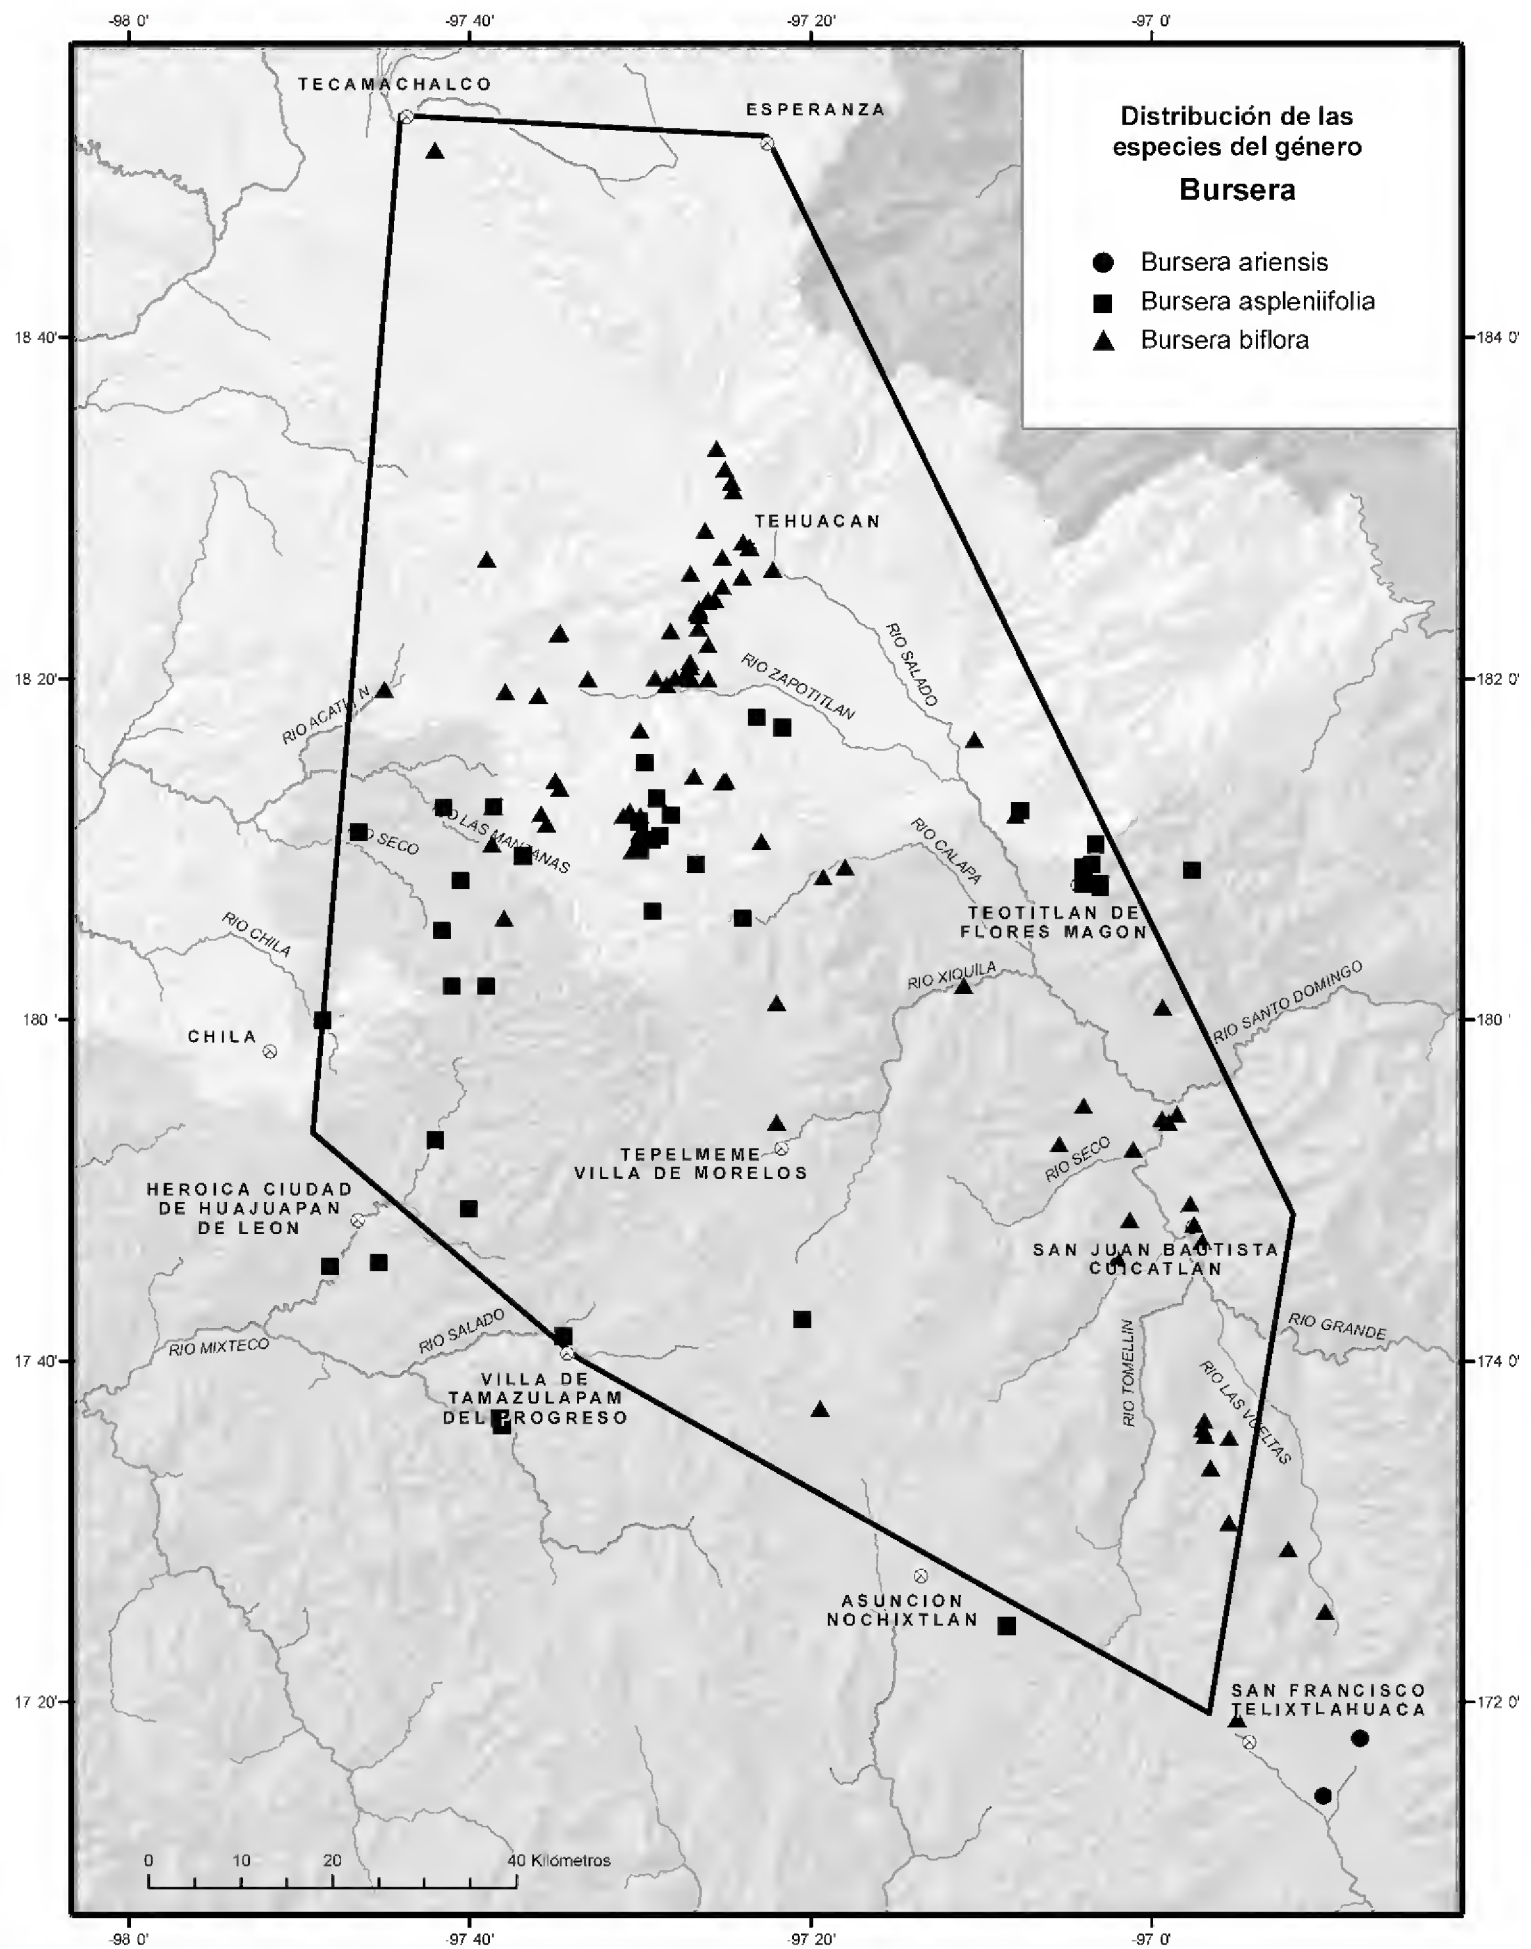 -98 0'
-97 40'
-97 20'
-97 0'
TECAMACHALCO
ESPERANZA
Distribución de las
especies del género
Bursera
Bursera ariensis
Bursera aspleniifolia
Bursera biflora
18 40'
184 0'
TEHUACAN
RIO SALADO
RIO ZAPOTITLAN
18 20'
182 0'
RIO LAS MANZANAS
RIO CALAPA
TEOTITLAN DE
FLORES MAGON
RIO CHILA
RIO XIQUILA
RIO SANTO DOMINGO
180 '
180 '
CHILA
TEPELMEME
VILLA DE MORELOS
RIO SECO
HEROICA CIUDAD
DE HUAJUAPAN
DE LEON
SAN JUAN BAUTISTA
CUICATLAN
RIO MIXTECO
RIO SALADO
RIO GRANDE
17 40'
174 0'
RIO TOMELLIN
RIO LAS VUELTAS
VILLA DE
TAMAZULAPAM
DEL PROGRESO
ASUNCION
NOCHIXTLAN
17 20'
172 0'
SAN FRANCISCO
TELIXTLAHUACA
0 10 20 40 Kilómetros
-98 0'
-97 40'
-97 20'
-97 0'